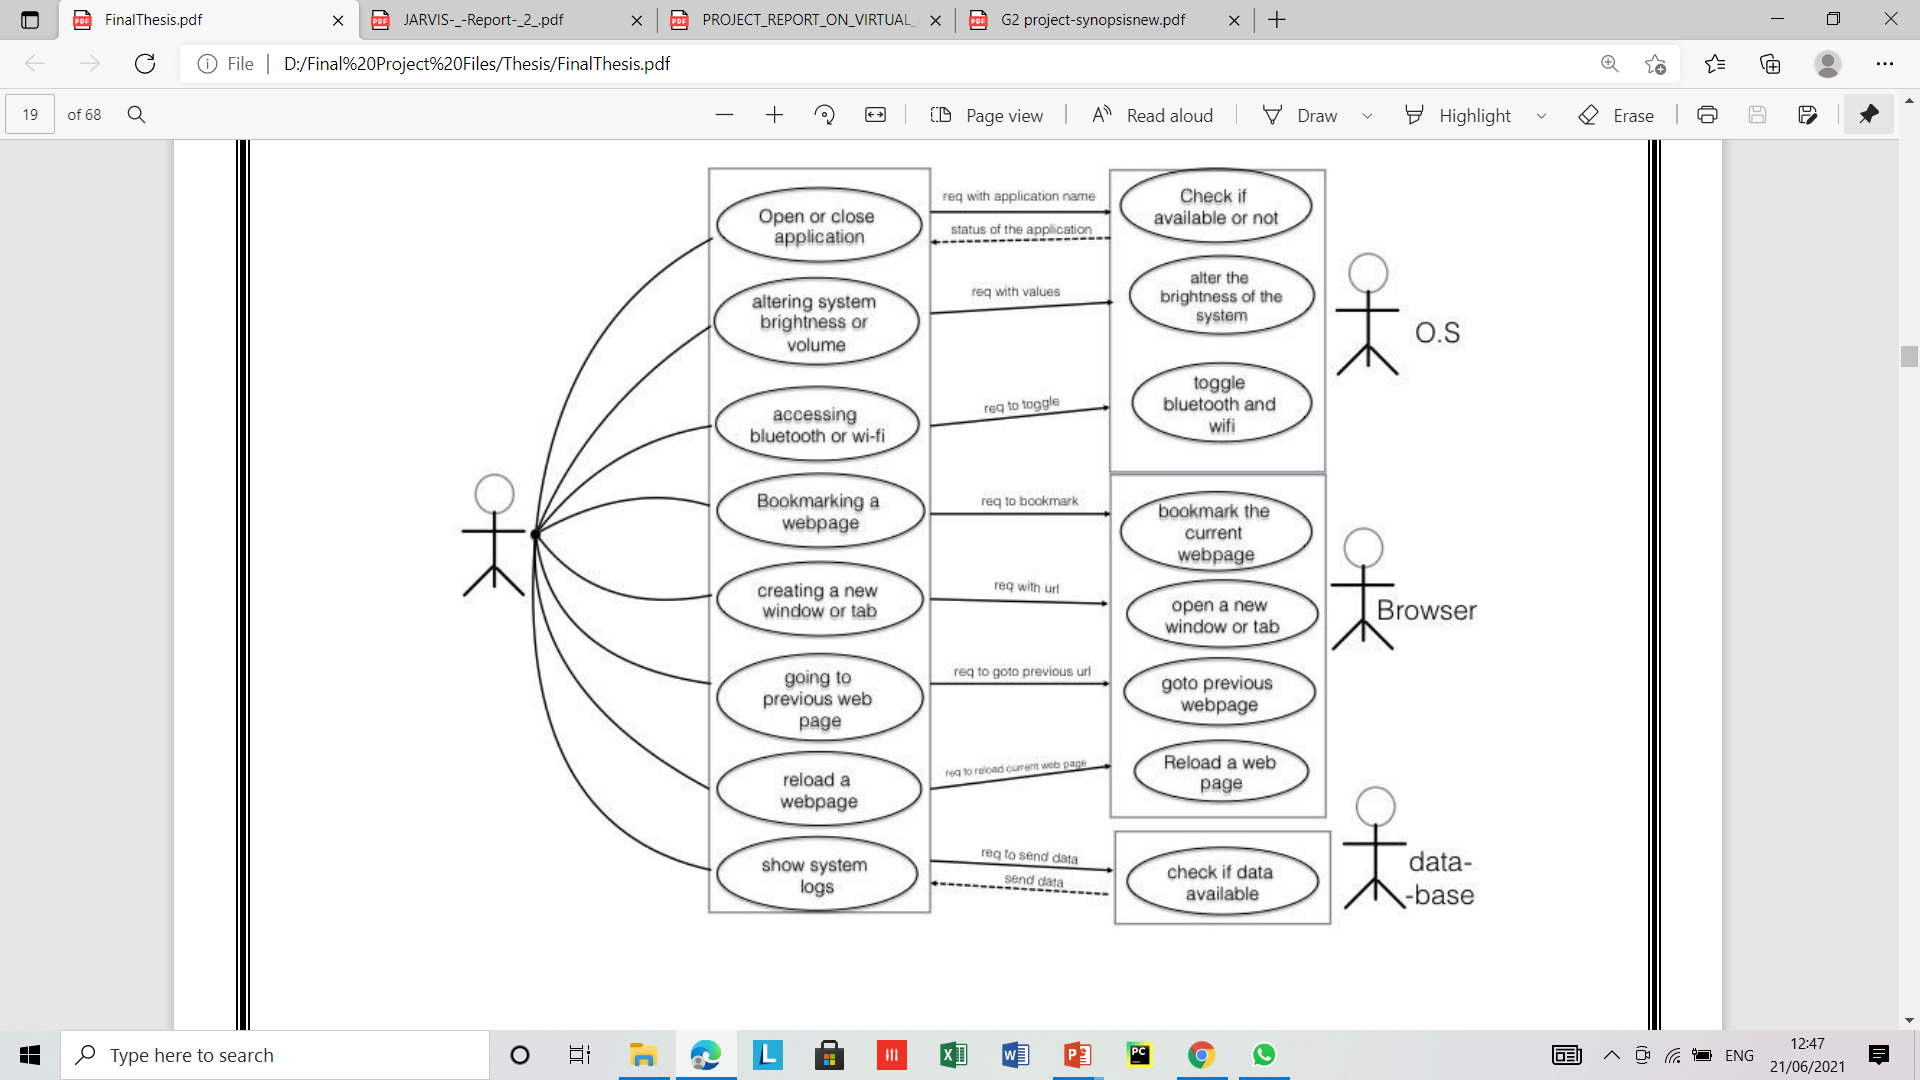 FinalThesis.pdf
JARVIS-_-Report-_2_.pdf
PROJECT_REPORT_ON_VIRTUAL_
G2 project-synopsisnew.pdf
File
D:/Final%20Project%20Files/Thesis/FinalThesis.pdf
19 of 68
Page view
Read aloud
Draw
Highlight
Erase
Open or close
application
req with application name
status of the application
Check if
available or not
altering system
brightness or
volume
req with values
alter the
brightness of the
system
O.S
accessing
bluetooth or wi-fi
req to toggle
toggle
bluetooth and
wifi
Bookmarking a
webpage
req to bookmark
bookmark the
current
webpage
creating a new
window or tab
req with url
open a new
window or tab
Browser
going to
previous web
page
req to goto previous url
goto previous
webpage
reload a
webpage
req to reload current web page
Reload a web
page
show system
logs
req to send data
send data
check if data
available
data-
-base
Type here to search
ENG
12:47
21/06/2021